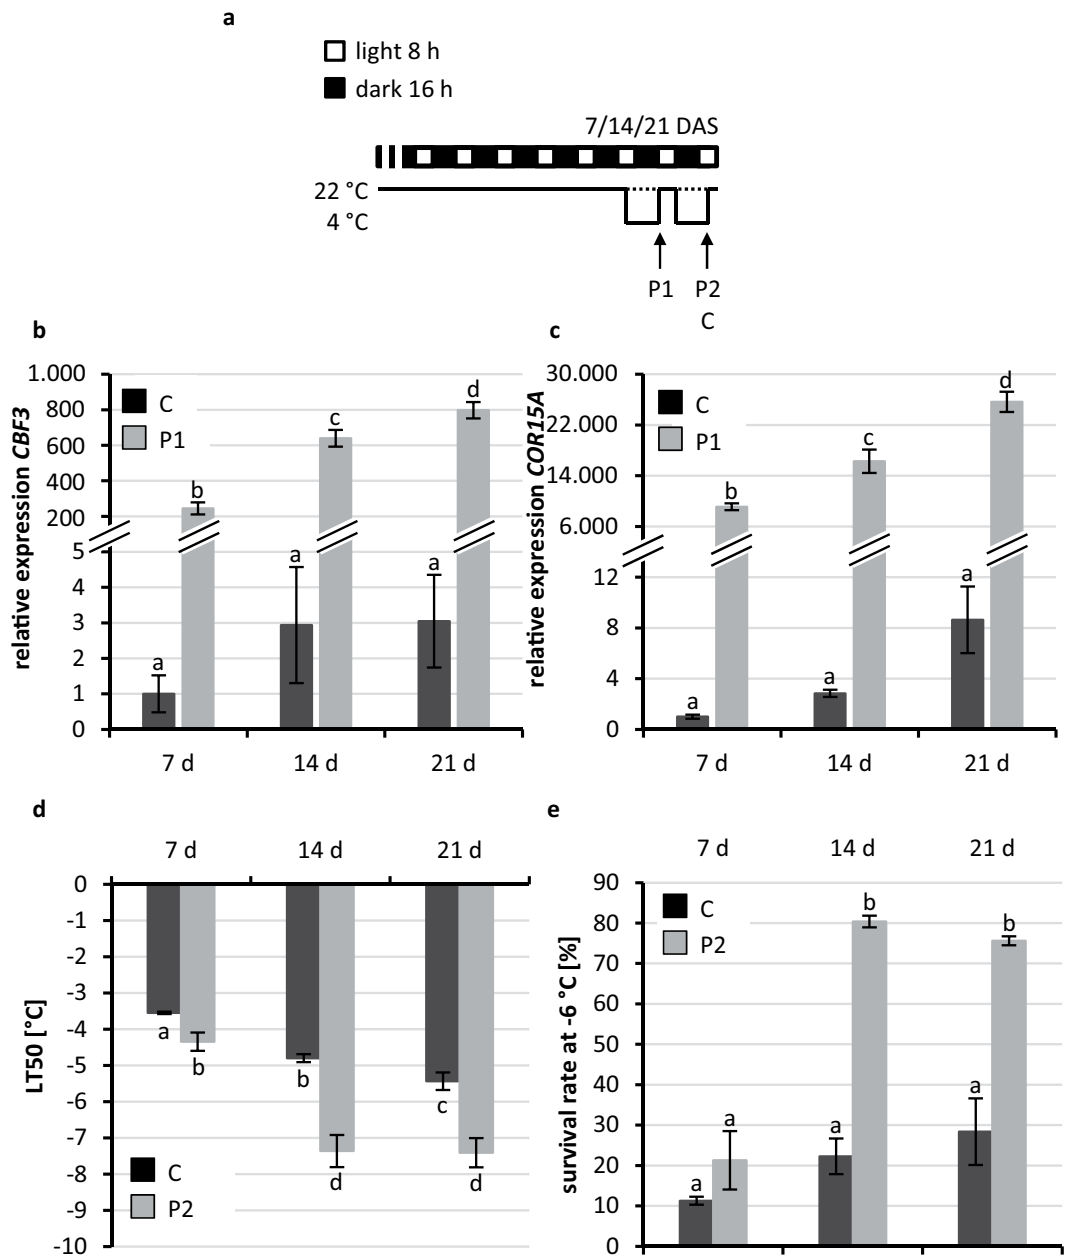 a
light 8 h
dark 16 h
7/14/21 DAS
22 °C
4 °C
P1 P2
C
b
relative expression CBF3
1.000
800
600
400
200
5
4
3
2
1
0
C
P1
a
b
a
c
a
d
7 d 14 d 21 d
c
relative expression COR15A
30.000
22.000
14.000
6.000
12
8
4
0
C
P1
a
b
a
c
a
d
7 d 14 d 21 d
d
7 d 14 d 21 d
LT50 [°C]
0
-1
-2
-3
-4
-5
-6
-7
-8
-9
-10
a
b
b
d
c
d
C
P2
e
7 d 14 d 21 d
survival rate at -6 °C [%]
90
80
70
60
50
40
30
20
10
0
C
P2
a
a
a
b
a
b